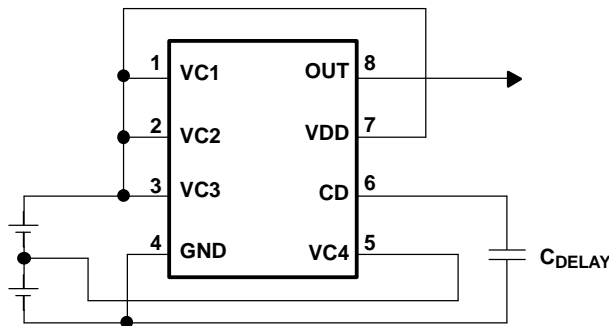 1 VC1 OUT 8
2 VC2 VDD 7
3 VC3 CD 6
4 GND VC4 5
CDELAY